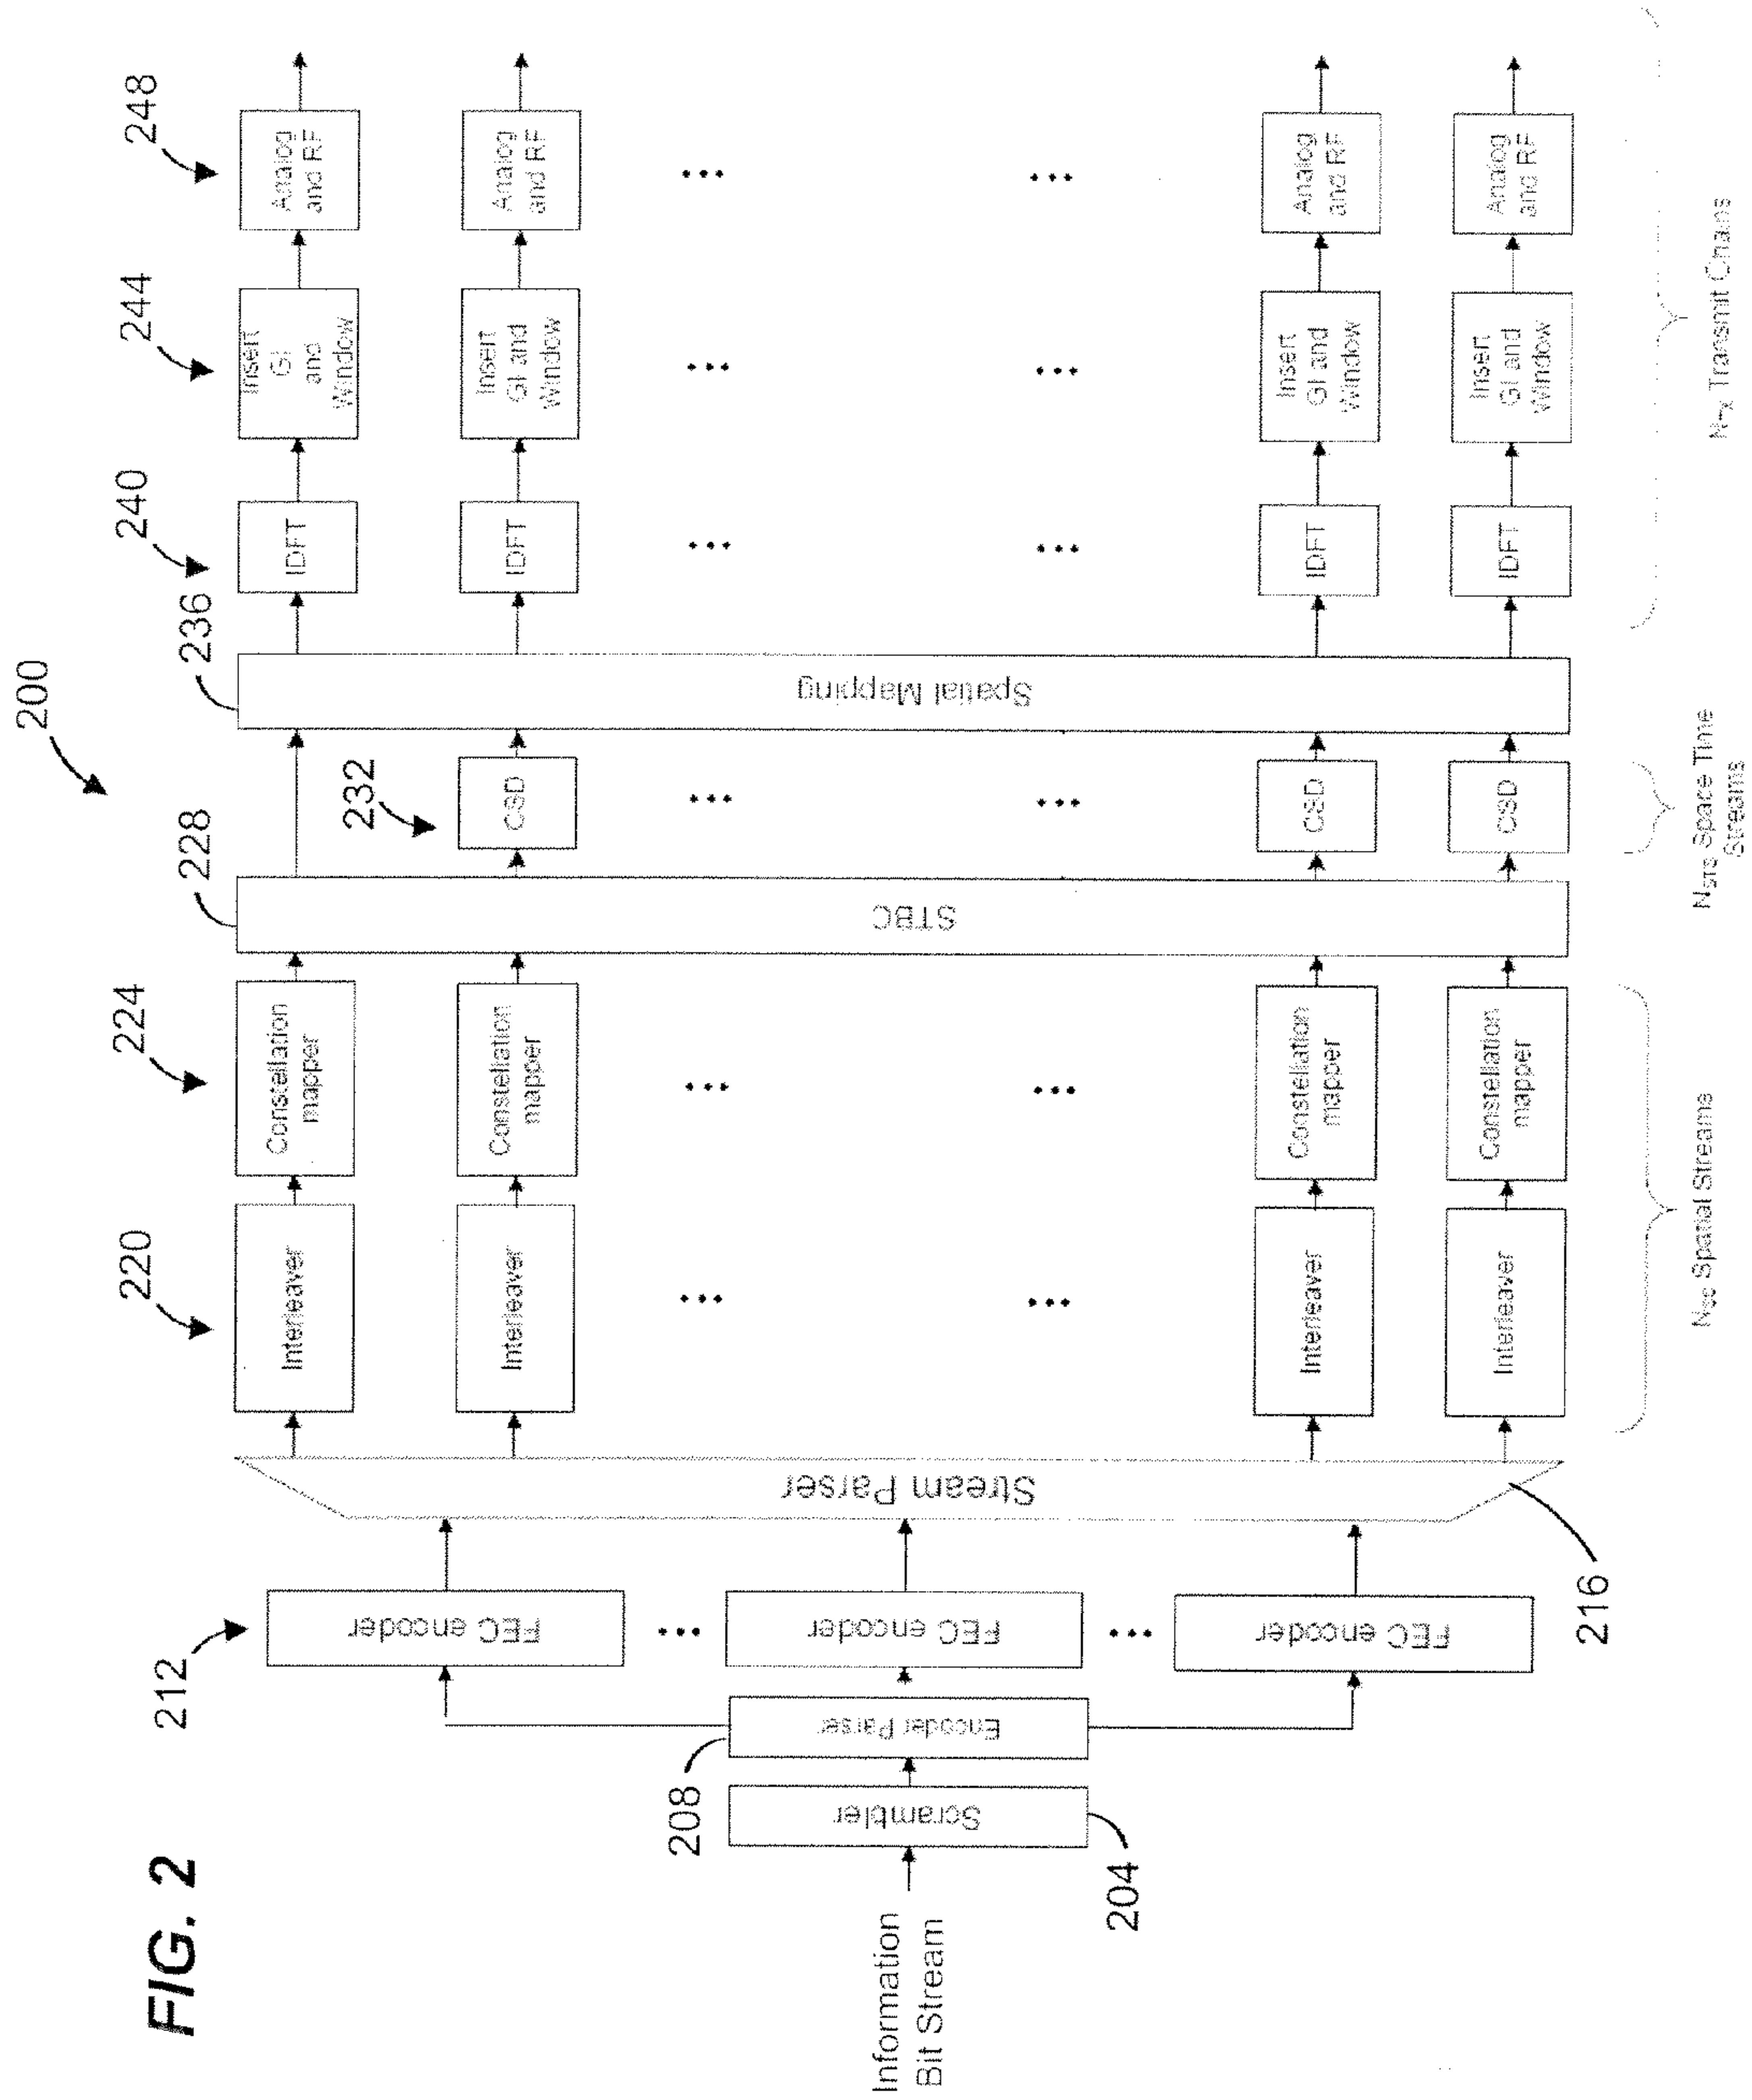 FIG. 2
200
212
220
224
228
232
236
240
244
248
Information
Bit Stream
Scrambler
204
Encoder Parser
208
FEC encoder
FEC encoder
FEC encoder
Stream Parser
216
Interleaver
Interleaver
Interleaver
Interleaver
Constellation
mapper
Constellation
mapper
Constellation
mapper
Constellation
mapper
STBC
CSD
CSD
CSD
Spatial Mapping
IDFT
IDFT
IDFT
IDFT
Insert
GI
and
Window
Insert
GI and
Window
Insert
GI and
Window
Insert
GI and
Window
Analog
and RF
Analog
and RF
Analog
and RF
Analog
and RF
NSS Spatial Streams
NSTS Space Time
Streams
NTX Transmit Chains